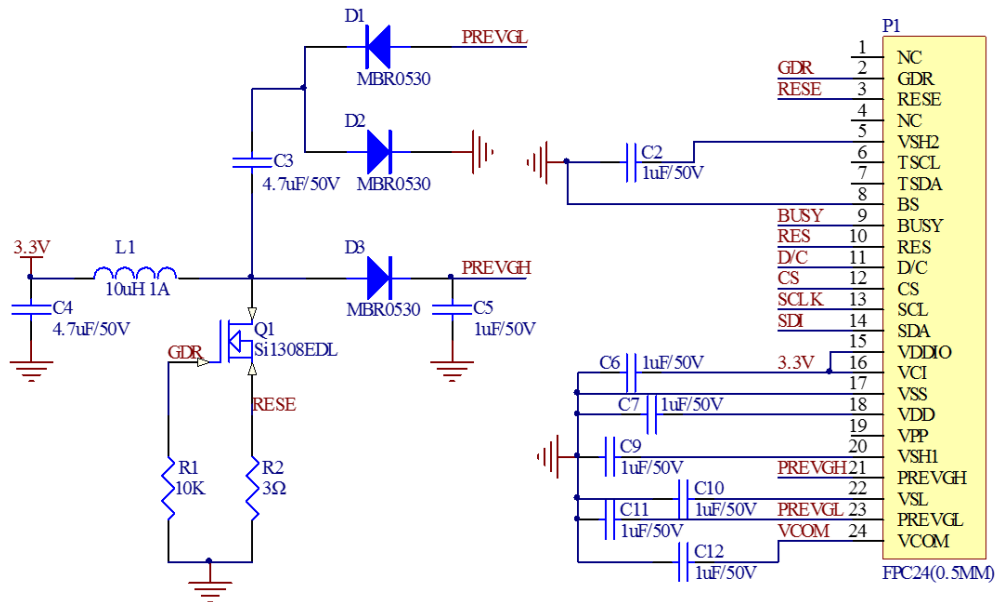 D1
PREVGL
MBR0530
D2
MBR0530
C3
4.7uF/50V
3.3V
L1
10uH 1A
D3
MBR0530
PREVGH
C4
4.7uF/50V
C5
1uF/50V
Q1
Si1308EDL
GDR
RESE
R1
10K
R2
3Ω
P1
1 NC
GDR 2 GDR
RESE 3 RESE
4 NC
5 VSH2
C2
1uF/50V
6 TSCL
7 TSDA
8 BS
BUSY 9 BUSY
RES 10 RES
D/C 11 D/C
CS 12 CS
SCLK 13 SCL
SDI 14 SDA
15 VDDIO
C6 1uF/50V 3.3V 16 VCI
17 VSS
C7 1uF/50V 18 VDD
19 VPP
C9 20 VSH1
1uF/50V
PREVGH 21 PREVGH
C10 22 VSL
1uF/50V
C11 PREVGL 23 PREVGL
1uF/50V
VCOM 24 VCOM
C12
1uF/50V
FPC24(0.5MM)